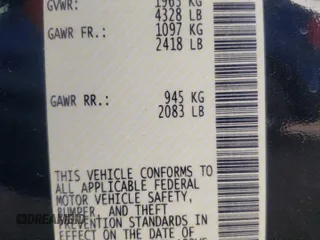 GVWR: 1963 KG
4328 LB
GAWR FR.: 1097 KG
2418 LB
GAWR RR.: 945 KG
2083 LB
THIS VEHICLE CONFORMS TO
ALL APPLICABLE FEDERAL
MOTOR VEHICLE SAFETY,
BUMPER, AND THEFT
PREVENTION STANDARDS IN
EFFECT ON THE DATE OF